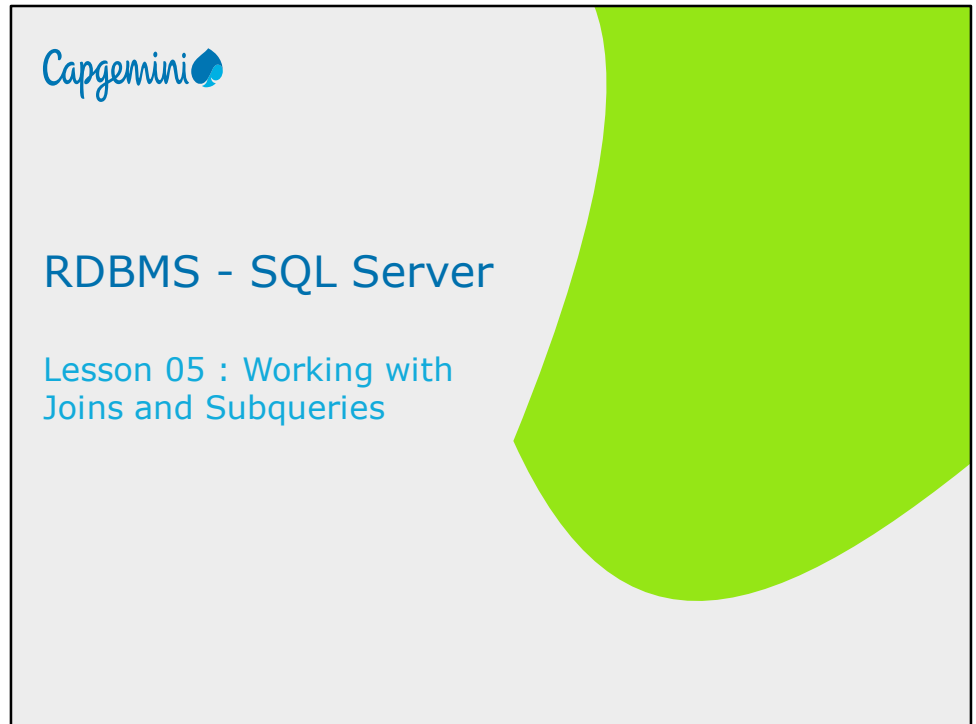 Capgemini
RDBMS - SQL Server
Lesson 05 : Working with
Joins and Subqueries